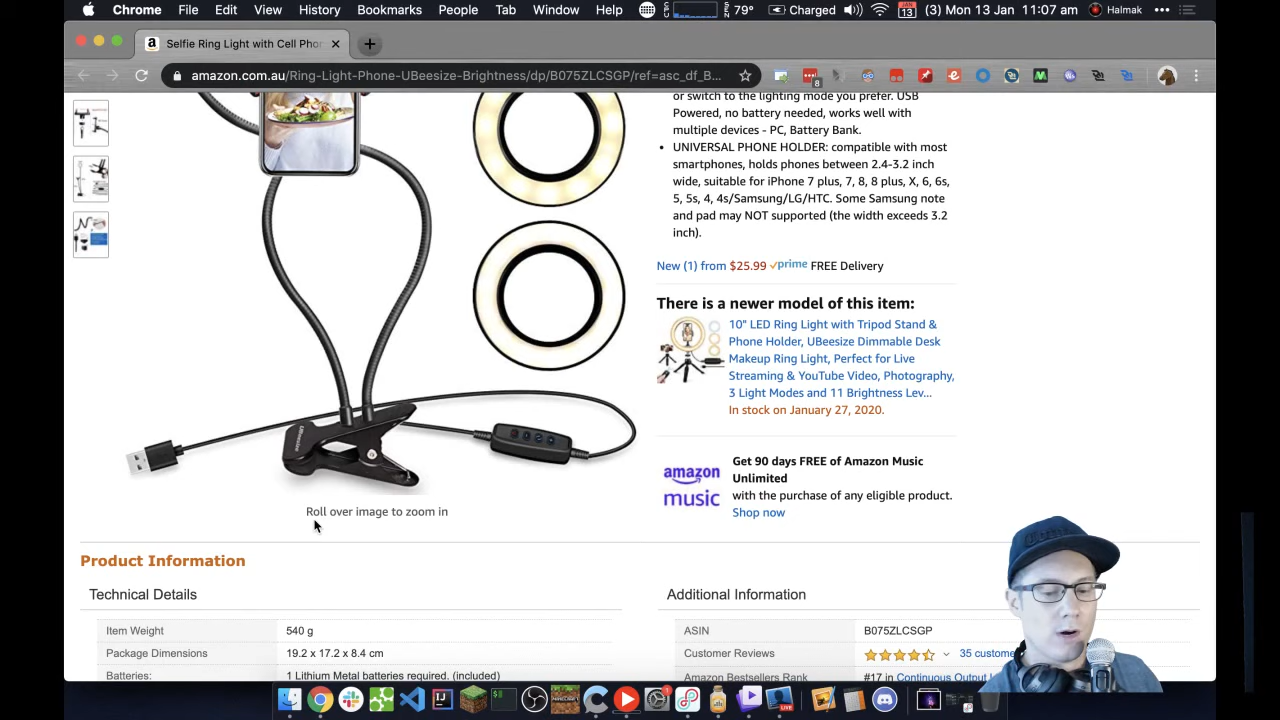 Chrome File Edit View History Bookmarks People Tab Window Help 79° Charged JAN 13 (3) Mon 13 Jan 11:07 am Halmak
a Selfie Ring Light with Cell Phon
amazon.com.au/Ring-Light-Phone-UBeesize-Brightness/dp/B075ZLCSGP/ref=asc_df_B... 8
or switch to the lighting mode you prefer. USB
Powered, no battery needed, works well with
multiple devices - PC, Battery Bank.
• UNIVERSAL PHONE HOLDER: compatible with most
smartphones, holds phones between 2.4-3.2 inch
wide, suitable for iPhone 7 plus, 7, 8, 8 plus, X, 6, 6s,
5, 5s, 4, 4s/Samsung/LG/HTC. Some Samsung note
and pad may NOT supported (the width exceeds 3.2
inch).
New (1) from $25.99 prime FREE Delivery
There is a newer model of this item:
10" LED Ring Light with Tripod Stand &
Phone Holder, UBeesize Dimmable Desk
Makeup Ring Light, Perfect for Live
Streaming & YouTube Video, Photography,
3 Light Modes and 11 Brightness Lev...
In stock on January 27, 2020.
UBeesize
amazon music
Get 90 days FREE of Amazon Music
Unlimited
with the purchase of any eligible product.
Shop now
Roll over image to zoom in
Product Information
Technical Details
Item Weight 540 g
Package Dimensions 19.2 x 17.2 x 8.4 cm
Batteries: 1 Lithium Metal batteries required. (included)
Additional Information
ASIN B075ZLCSGP
Customer Reviews 35 custome
Amazon Bestsellers Rank #17 in Continuous Output L